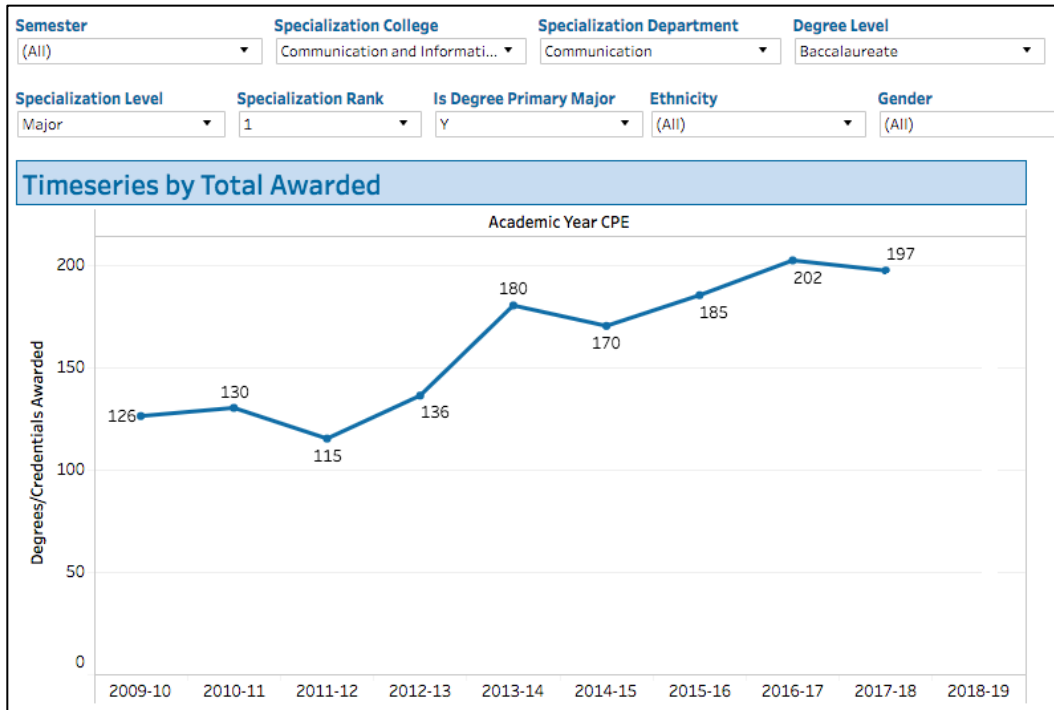 Semester Specialization College Specialization Department Degree Level
(All) Communication and Informati... Communication Baccalaureate
Specialization Level Specialization Rank Is Degree Primary Major Ethnicity Gender
Major 1 Y (All) (All)
Timeseries by Total Awarded
Academic Year CPE
Degrees/Credentials Awarded
200
150
100
50
0
126
130
115
136
180
170
185
202
197
2009-10 2010-11 2011-12 2012-13 2013-14 2014-15 2015-16 2016-17 2017-18 2018-19